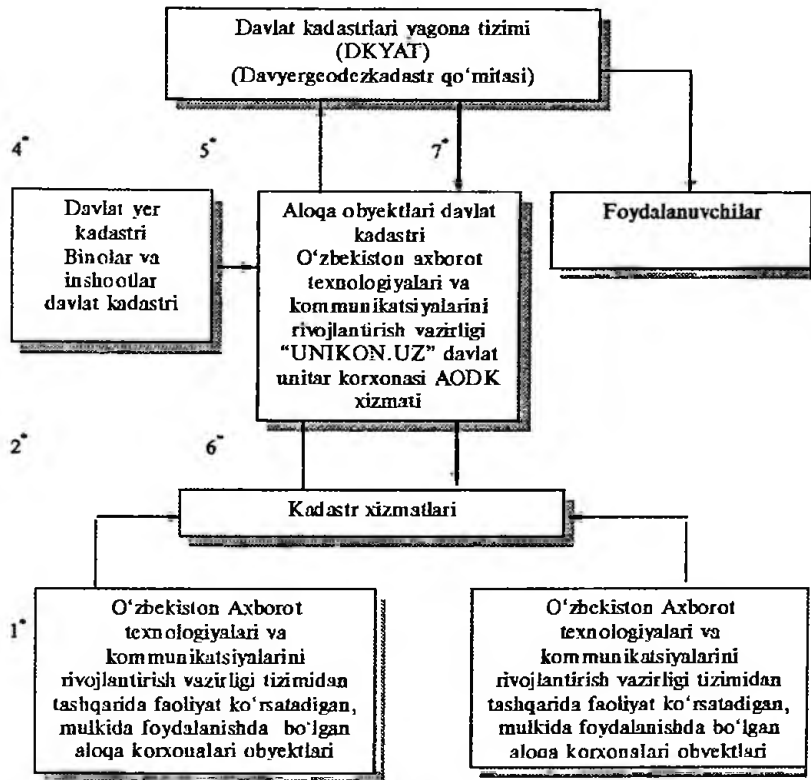 Davlat kadastrlari yagona tizimi
(DKYAT)
(Davyergeodezkadastr qo‘mitasi)
4*
5*
7*
Davlat yer
kadastri
Binolar va
inshootlar
davlat kadastri
Aloqa obyektlari davlat
kadastri
O‘zbekiston axborot
texnologiyalari va
kommunikatsiyalarini
rivojlantirish vazirligi
“UNIKON.UZ” davlat
unitar korxonasi AODK
xizmati
Foydalanuvchilar
2*
6*
Kadastr xizmatlari
1*
O‘zbekiston Axborot
texnologiyalari va
kommunikatsiyalarini
rivojlantirish vazirligi tizimidan
tashqarida faoliyat ko‘rsatadigan,
mulkida foydalanishda bo‘lgan
aloqa korxonalari obyektlari
O‘zbekiston Axborot
texnologiyalari va
kommunikatsiyalarini
rivojlantirish vazirligi tizimidan
tashqarida faoliyat ko‘rsatadigan,
mulkida foydalanishda bo‘lgan
aloqa korxonalari obyektlari